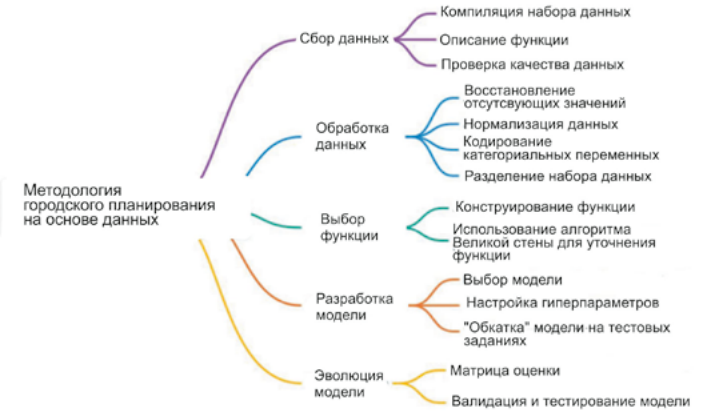 Методология
городского планирования
на основе данных
Сбор данных
Компиляция набора данных
Описание функции
Проверка качества данных
Обработка
данных
Восстановление
отсутсвующих значений
Нормализация данных
Кодирование
категориальных переменных
Разделение набора данных
Выбор
функции
Конструирование функции
Использование алгоритма
Великой стены для уточнения
функции
Разработка
модели
Выбор модели
Настройка гиперпараметров
"Обкатка" модели на тестовых
заданиях
Эволюция
модели
Матрица оценки
Валидация и тестирование модели